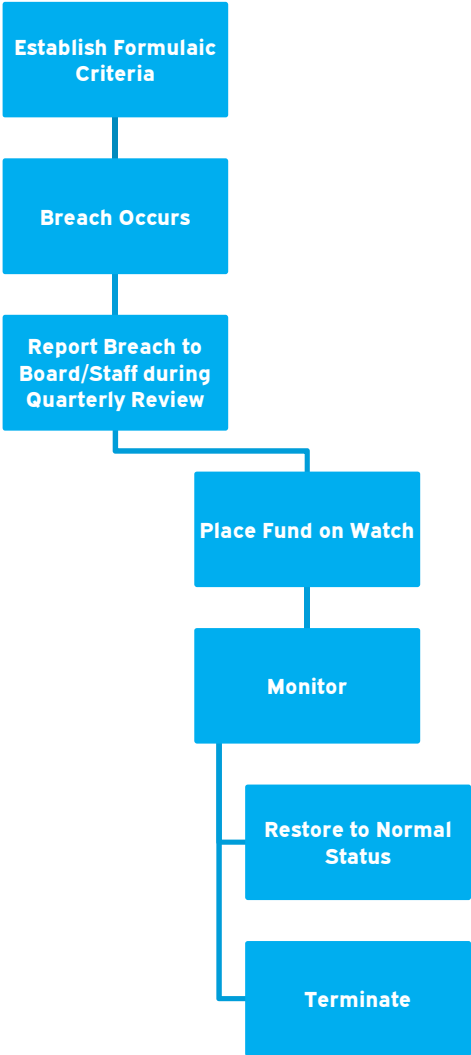 Establish Formulaic
Criteria
Breach Occurs
Report Breach to
Board/Staff during
Quarterly Review
Place Fund on Watch
Monitor
Restore to Normal
Status
Terminate